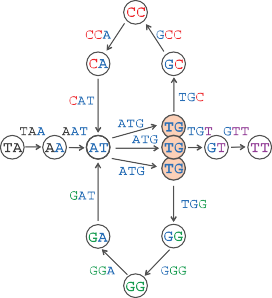 CC
CCA GCC
CA GC
CAT TGC
ATG TG
TAA AAT ATG TGT GTT
TA AA AT TG GT TT
ATG TG
GAT TGG
GA GG
GGA GGG
GG